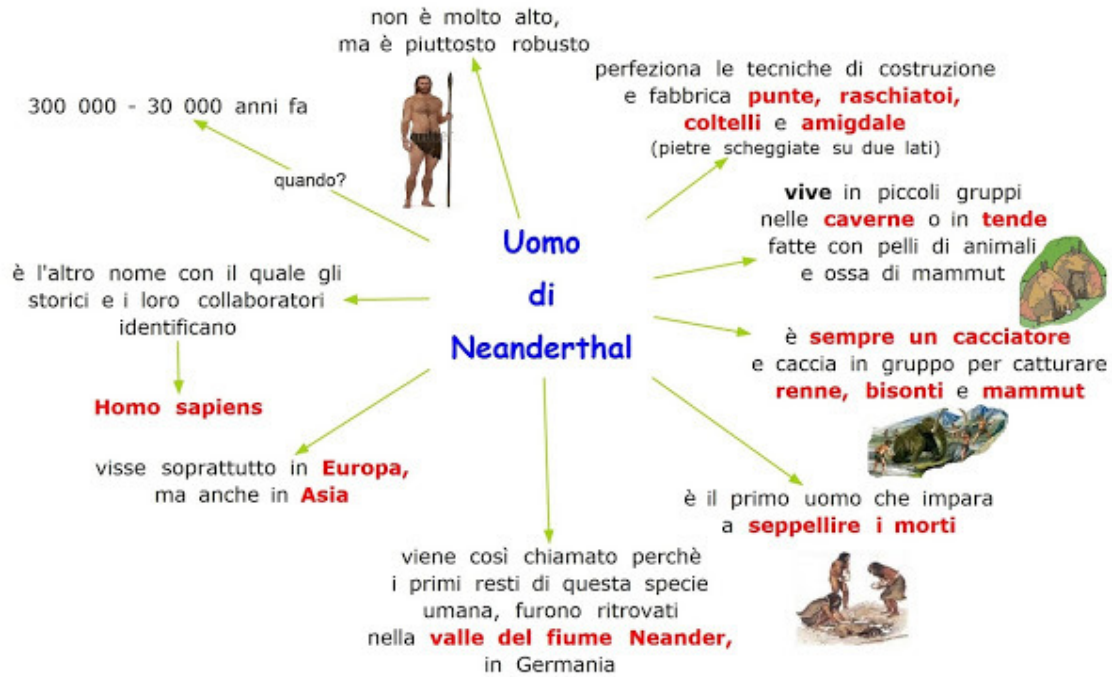 non è molto alto,
ma è piuttosto robusto
perfeziona le tecniche di costruzione
e fabbrica punte, raschiatoi,
coltelli e amigdale
(pietre scheggiate su due lati)
300 000 - 30 000 anni fa
quando?
vive in piccoli gruppi
nelle caverne o in tende
fatte con pelli di animali
e ossa di mammut
Uomo
di
Neanderthal
è l'altro nome con il quale gli
storici e i loro collaboratori
identificano
Homo sapiens
è sempre un cacciatore
e caccia in gruppo per catturare
renne, bisonti e mammut
visse soprattutto in Europa,
ma anche in Asia
è il primo uomo che impara
a seppellire i morti
viene così chiamato perchè
i primi resti di questa specie
umana, furono ritrovati
nella valle del fiume Neander,
in Germania